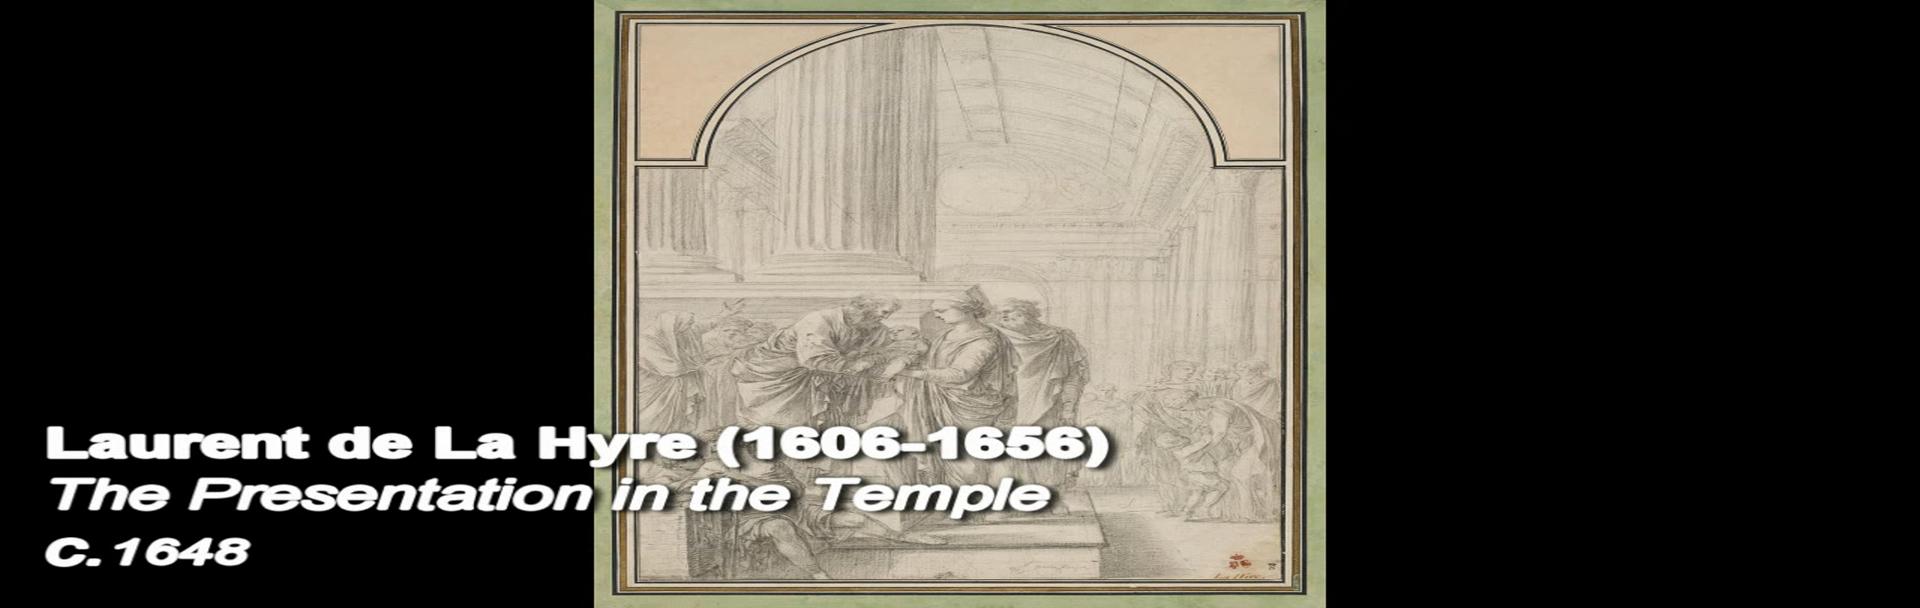 Laurent de La Hyre (1606-1656)
The Presentation in the Temple
C. 1648